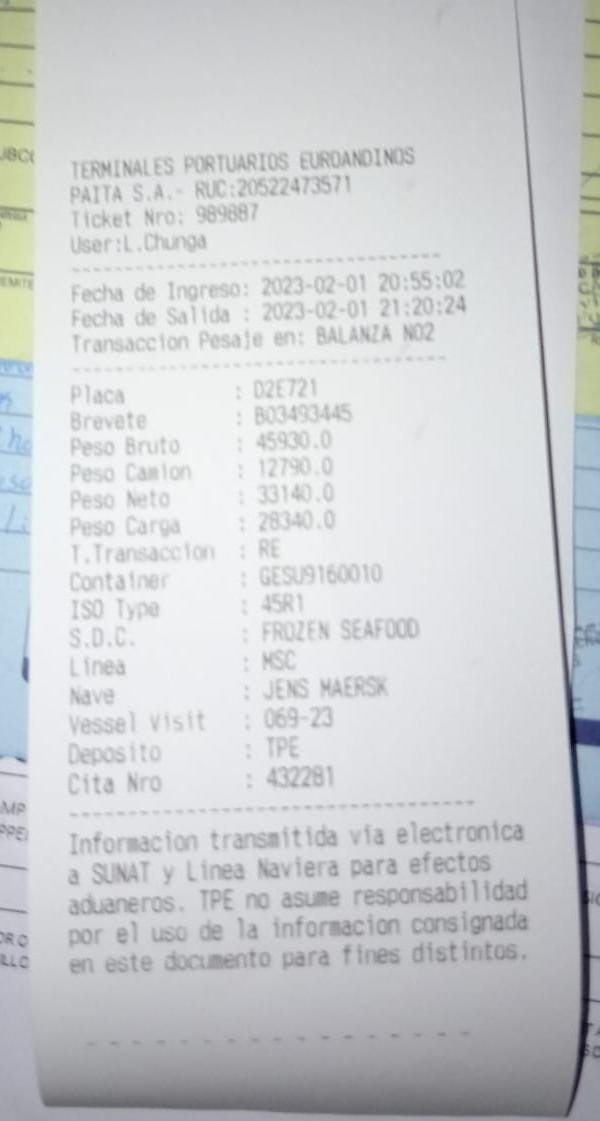 TERMINALES PORTUARIOS EUROANDINOS
PAITA S.A.- RUC:20522473571
Ticket Nro: 989887
User:L.Chunga
--------------------------------
Fecha de Ingreso: 2023-02-01 20:55:02
Fecha de Salida : 2023-02-01 21:20:24
Transaccion Pesaje en: BALANZA NO2
--------------------------------
Placa : D2E721
Brevete : B03493445
Peso Bruto : 45930.0
Peso Camion : 12790.0
Peso Neto : 33140.0
Peso Carga : 28340.0
T.Transaccion : RE
Container : GESU9160010
ISO Type : 45R1
S.D.C. : FROZEN SEAFOOD
Linea : MSC
Nave : JENS MAERSK
Vessel Visit : 069-23
Deposito : TPE
Cita Nro : 432281
--------------------------------
Informacion transmitida via electronica
a SUNAT y Linea Naviera para efectos
aduaneros. TPE no asume responsabilidad
por el uso de la informacion consignada
en este documento para fines distintos.
- - - - - - - - - - - - - - - -